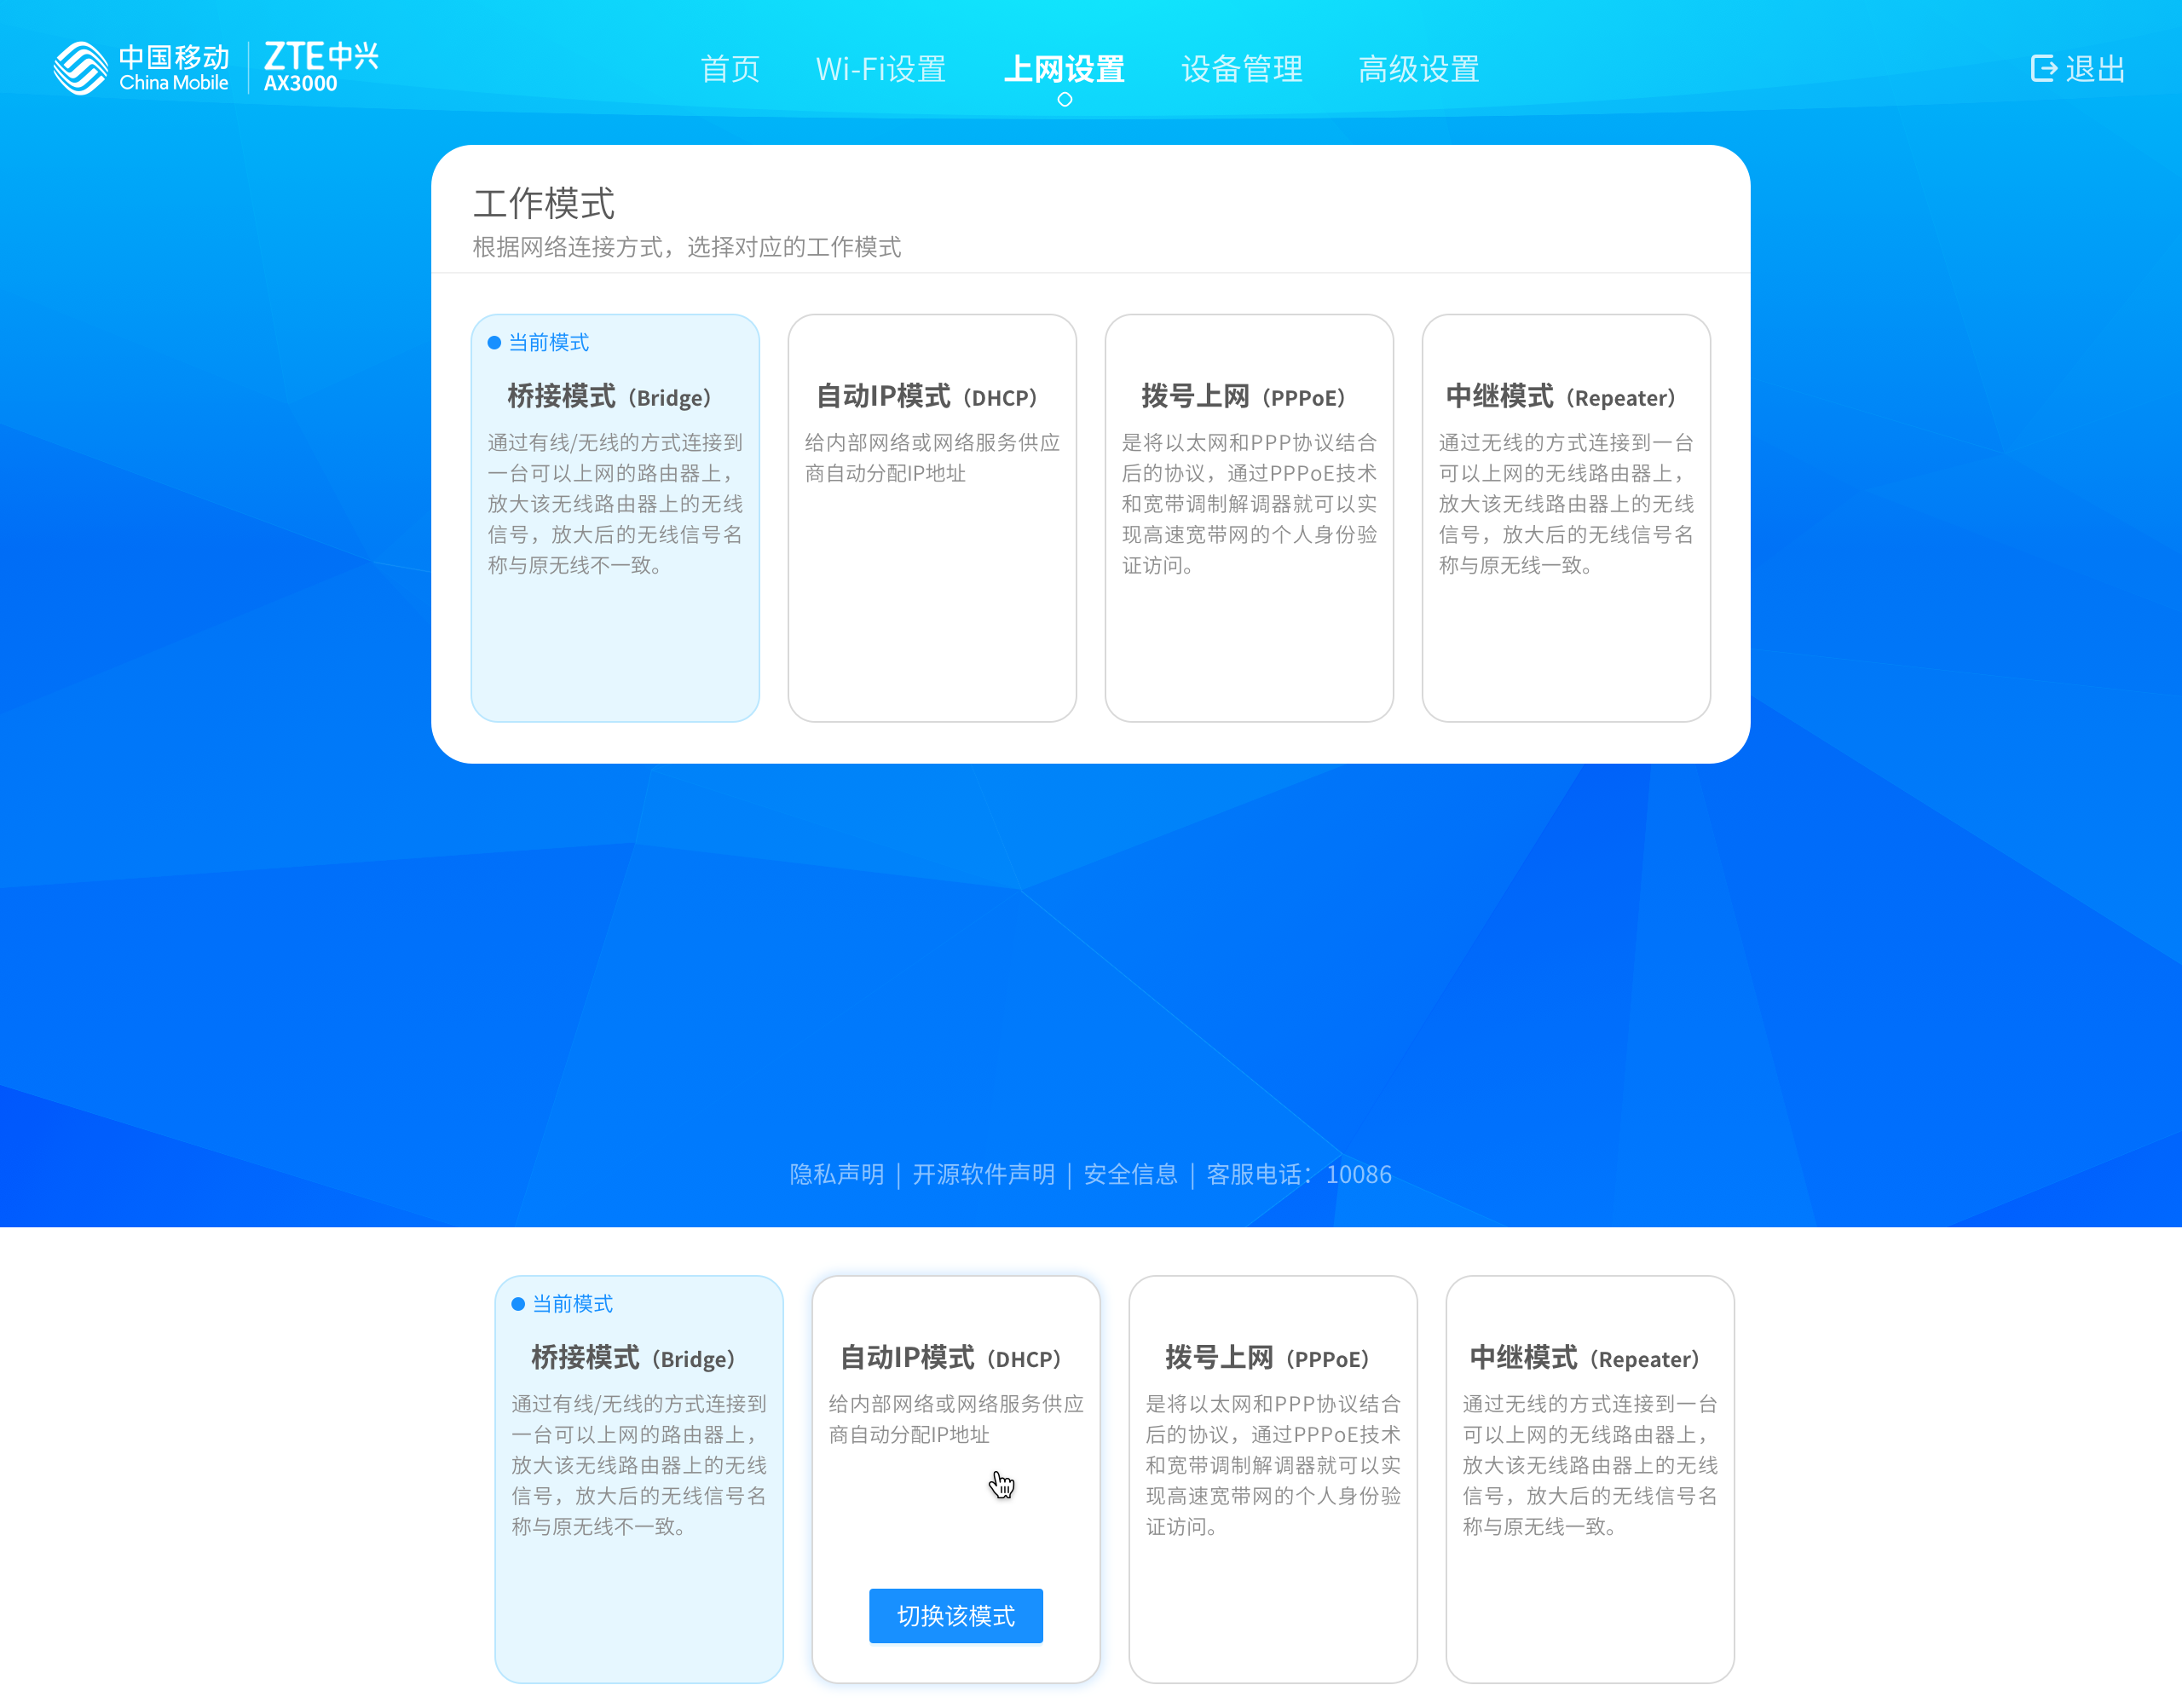 中国移动
China Mobile
ZTE中兴
AX3000
首页
Wi-Fi设置
上网设置
设备管理
高级设置
退出
工作模式
根据网络连接方式，选择对应的工作模式
当前模式
桥接模式（Bridge）
通过有线/无线的方式连接到
一台可以上网的路由器上，
放大该无线路由器上的无线
信号，放大后的无线信号名
称与原无线不一致。
自动IP模式（DHCP）
给内部网络或网络服务供应
商自动分配IP地址
拨号上网（PPPoE）
是将以太网和PPP协议结合
后的协议，通过PPPoE技术
和宽带调制解调器就可以实
现高速宽带网的个人身份验
证访问。
中继模式（Repeater）
通过无线的方式连接到一台
可以上网的无线路由器上，
放大该无线路由器上的无线
信号，放大后的无线信号名
称与原无线一致。
隐私声明｜开源软件声明｜安全信息｜客服电话：10086
当前模式
桥接模式（Bridge）
通过有线/无线的方式连接到
一台可以上网的路由器上，
放大该无线路由器上的无线
信号，放大后的无线信号名
称与原无线不一致。
自动IP模式（DHCP）
给内部网络或网络服务供应
商自动分配IP地址
切换该模式
拨号上网（PPPoE）
是将以太网和PPP协议结合
后的协议，通过PPPoE技术
和宽带调制解调器就可以实
现高速宽带网的个人身份验
证访问。
中继模式（Repeater）
通过无线的方式连接到一台
可以上网的无线路由器上，
放大该无线路由器上的无线
信号，放大后的无线信号名
称与原无线一致。